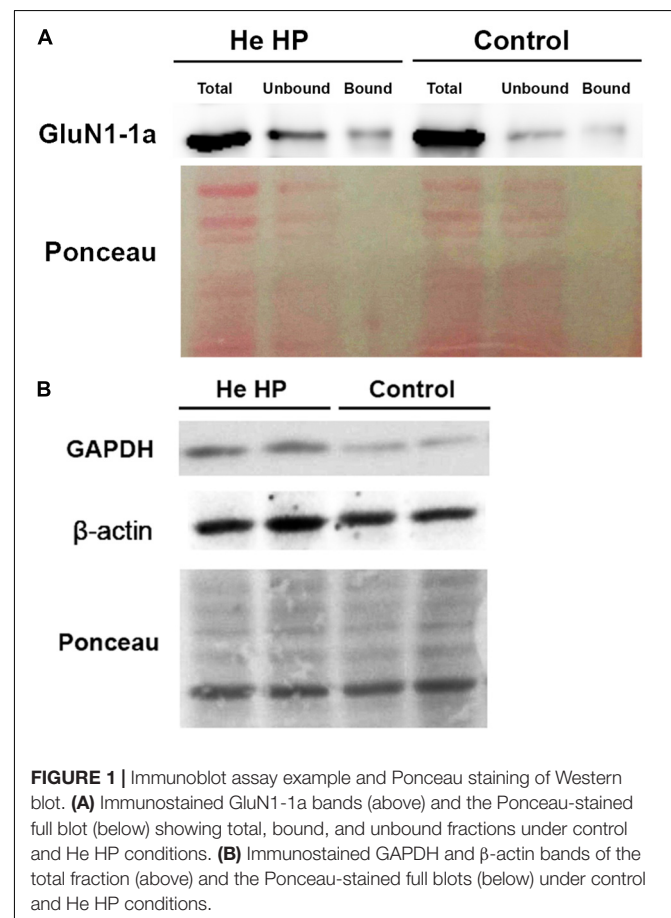 A
He HP Control
Total Unbound Bound Total Unbound Bound
GluN1-1a
Ponceau
B
He HP Control
GAPDH
β-actin
Ponceau
FIGURE 1 | Immunoblot assay example and Ponceau staining of Western
blot. (A) Immunostained GluN1-1a bands (above) and the Ponceau-stained
full blot (below) showing total, bound, and unbound fractions under control
and He HP conditions. (B) Immunostained GAPDH and β-actin bands of the
total fraction (above) and the Ponceau-stained full blots (below) under control
and He HP conditions.